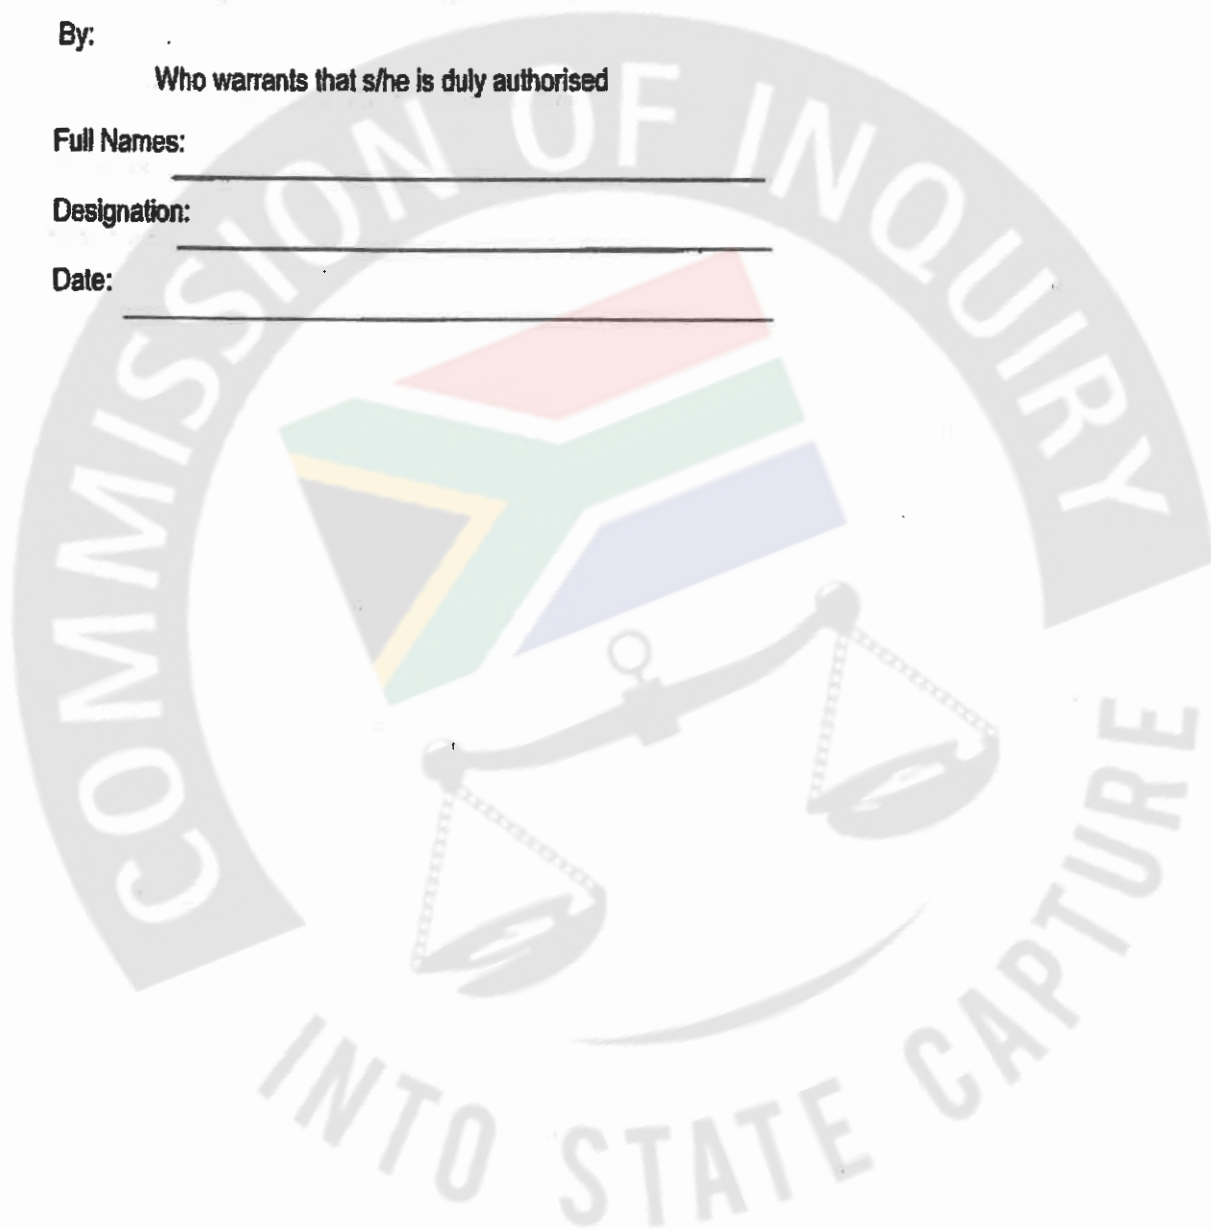 By:
Who warrants that s/he is duly authorised
Full Names:
Designation:
Date:
COMMISSION OF INQUIRY
INTO STATE CAPTURE